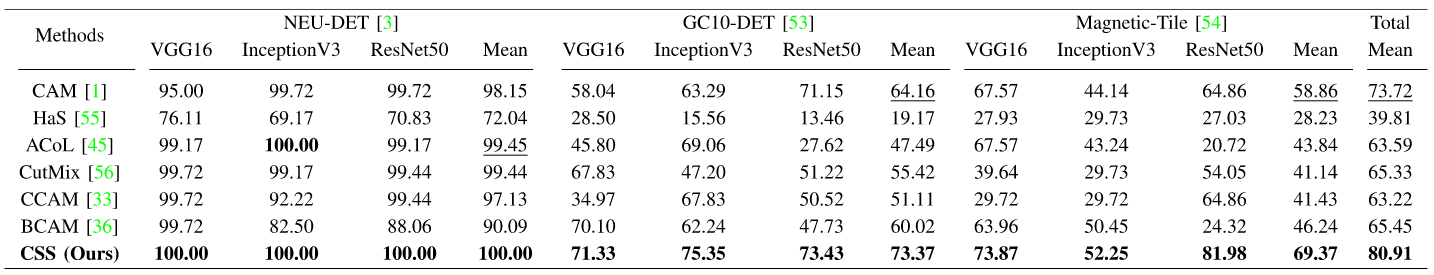 Methods NEU-DET [3] GC10-DET [53] Magnetic-Tile [54] Total
VGG16 InceptionV3 ResNet50 Mean VGG16 InceptionV3 ResNet50 Mean VGG16 InceptionV3 ResNet50 Mean Mean
CAM [1] 95.00 99.72 99.72 98.15 58.04 63.29 71.15 64.16 67.57 44.14 64.86 58.86 73.72
HaS [55] 76.11 69.17 70.83 72.04 28.50 15.56 13.46 19.17 27.93 29.73 27.03 28.23 39.81
ACoL [45] 99.17 100.00 99.17 99.45 45.80 69.06 27.62 47.49 67.57 43.24 20.72 43.84 63.59
CutMix [56] 99.72 99.17 99.44 99.44 67.83 47.20 51.22 55.42 39.64 29.73 54.05 41.14 65.33
CCAM [33] 99.72 92.22 99.44 97.13 34.97 67.83 50.52 51.11 29.72 29.72 64.86 41.43 63.22
BCAM [36] 99.72 82.50 88.06 90.09 70.10 62.24 47.73 60.02 63.96 50.45 24.32 46.24 65.45
CSS (Ours) 100.00 100.00 100.00 100.00 71.33 75.35 73.43 73.37 73.87 52.25 81.98 69.37 80.91